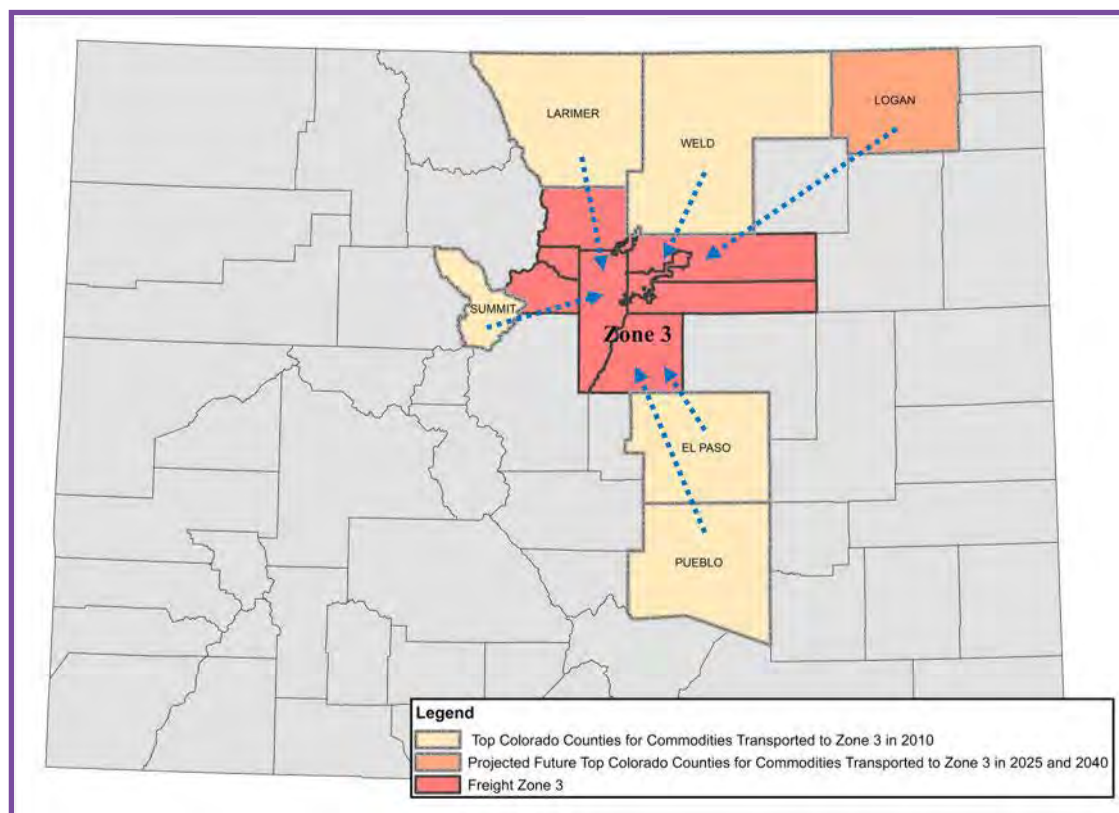 LARIMER
WELD
LOGAN
SUMMIT
Zone 3
EL PASO
PUEBLO
Legend
Top Colorado Counties for Commodities Transported to Zone 3 in 2010
Projected Future Top Colorado Counties for Commodities Transported to Zone 3 in 2025 and 2040
Freight Zone 3